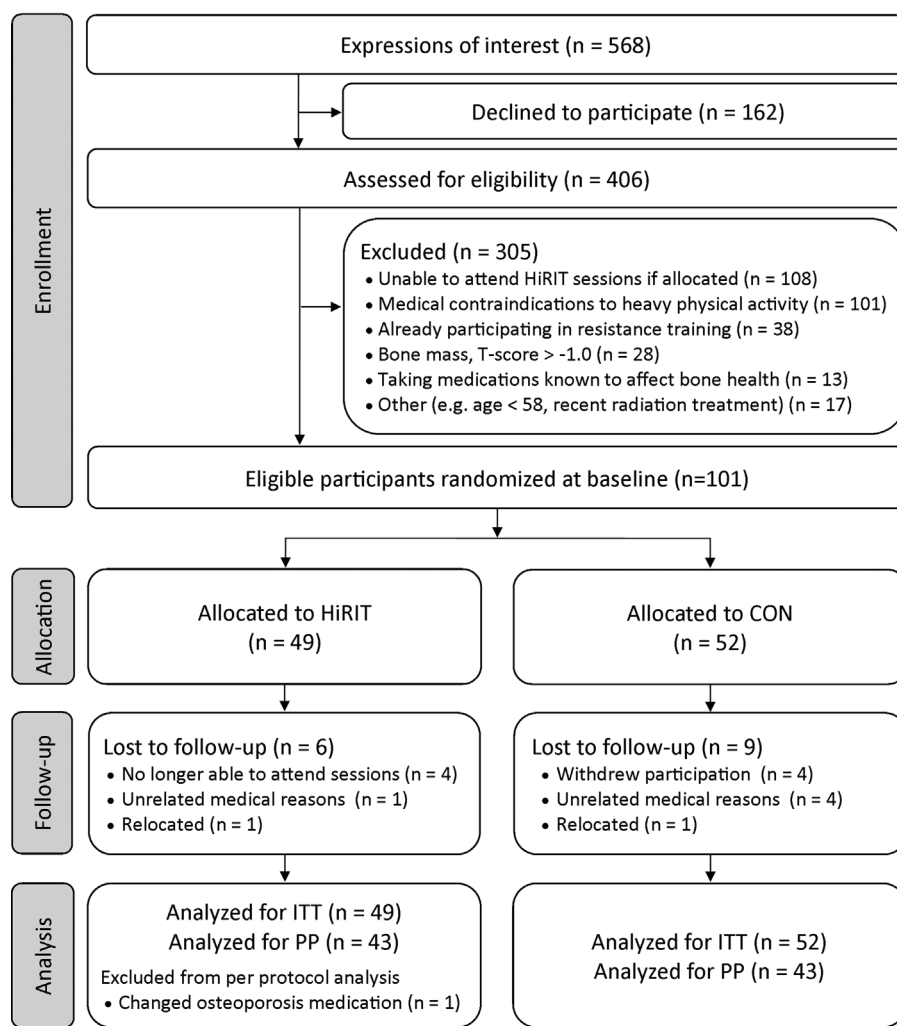 Enrollment
Expressions of interest (n = 568)
Declined to participate (n = 162)
Assessed for eligibility (n = 406)
Excluded (n = 305)
• Unable to attend HiRIT sessions if allocated (n = 108)
• Medical contraindications to heavy physical activity (n = 101)
• Already participating in resistance training (n = 38)
• Bone mass, T-score > -1.0 (n = 28)
• Taking medications known to affect bone health (n = 13)
• Other (e.g. age < 58, recent radiation treatment) (n = 17)
Eligible participants randomized at baseline (n=101)
Allocation
Allocated to HiRIT
(n = 49)
Allocated to CON
(n = 52)
Follow-up
Lost to follow-up (n = 6)
• No longer able to attend sessions (n = 4)
• Unrelated medical reasons (n = 1)
• Relocated (n = 1)
Lost to follow-up (n = 9)
• Withdrew participation (n = 4)
• Unrelated medical reasons (n = 4)
• Relocated (n = 1)
Analysis
Analyzed for ITT (n = 49)
Analyzed for PP (n = 43)
Excluded from per protocol analysis
• Changed osteoporosis medication (n = 1)
Analyzed for ITT (n = 52)
Analyzed for PP (n = 43)